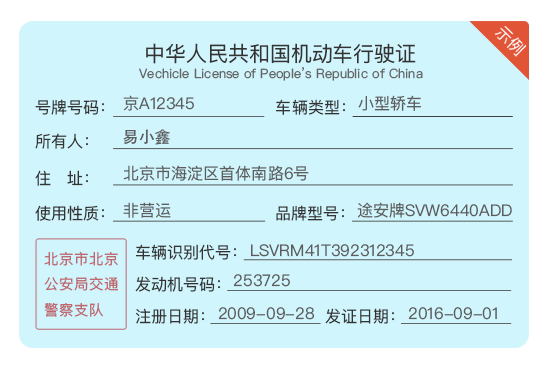 示例
中华人民共和国机动车行驶证
Vechicle License of People's Republic of China
号牌号码： 京A12345 车辆类型： 小型轿车
所有人： 易小鑫
住 址： 北京市海淀区首体南路6号
使用性质： 非营运 品牌型号： 途安牌SVW6440ADD
北京市北京
公安局交通
警察支队
车辆识别代号： LSVRM41T392312345
发动机号码： 253725
注册日期： 2009-09-28 发证日期： 2016-09-01